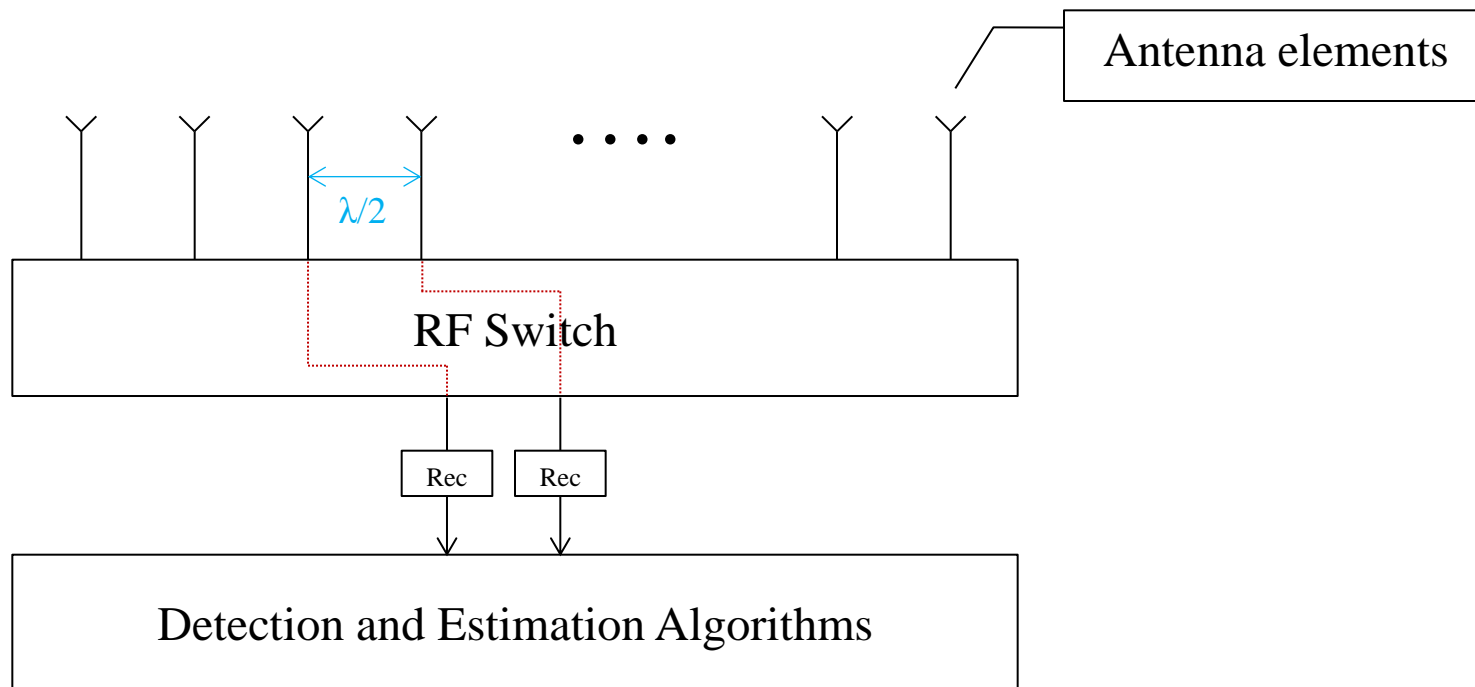 Antenna elements
λ/2
RF Switch
Rec
Rec
Detection and Estimation Algorithms